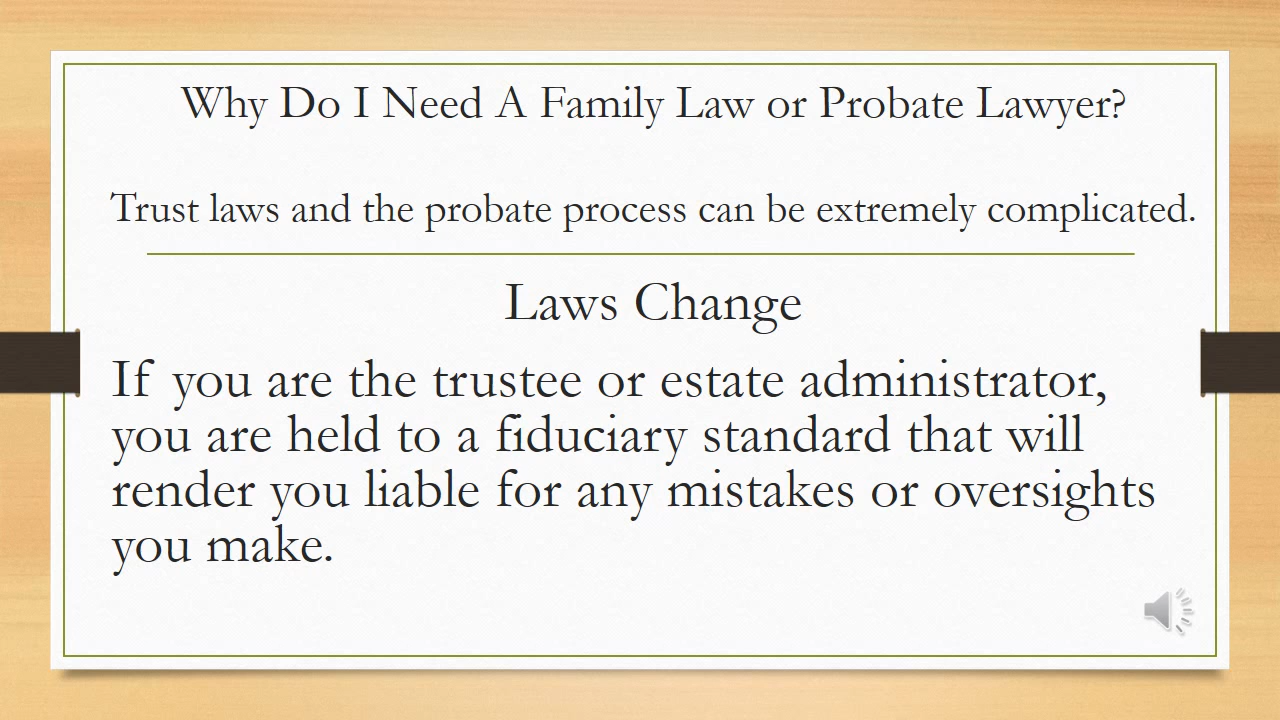 Why Do I Need A Family Law or Probate Lawyer?
Trust laws and the probate process can be extremely complicated.
Laws Change
If you are the trustee or estate administrator,
you are held to a fiduciary standard that will
render you liable for any mistakes or oversights
you make.